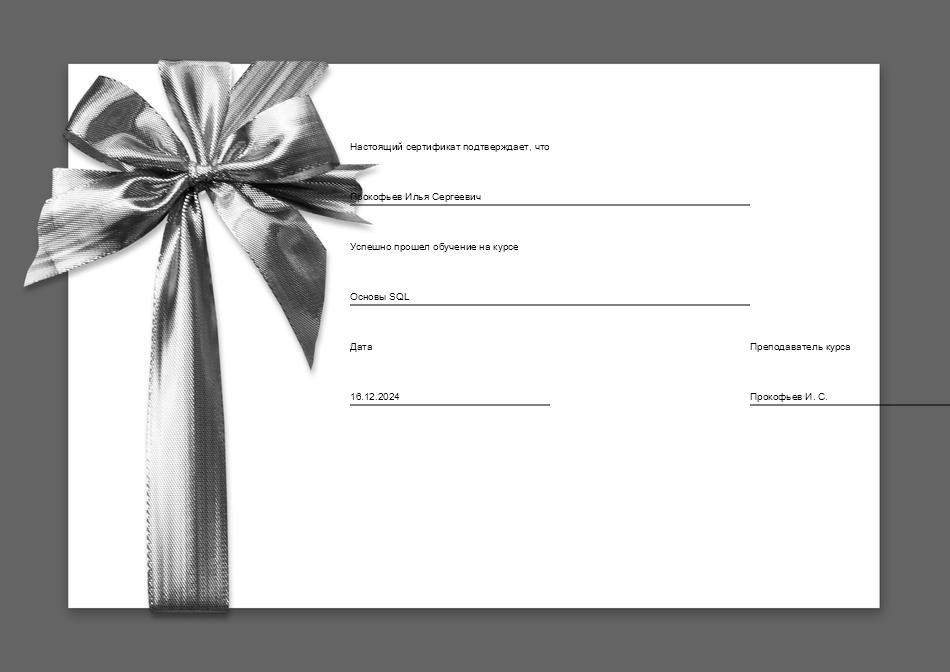 Настоящий сертификат подтверждает, что
Прокофьев Илья Сергеевич
Успешно прошел обучение на курсе
Основы SQL
Дата
Преподаватель курса
16.12.2024
Прокофьев И. С.